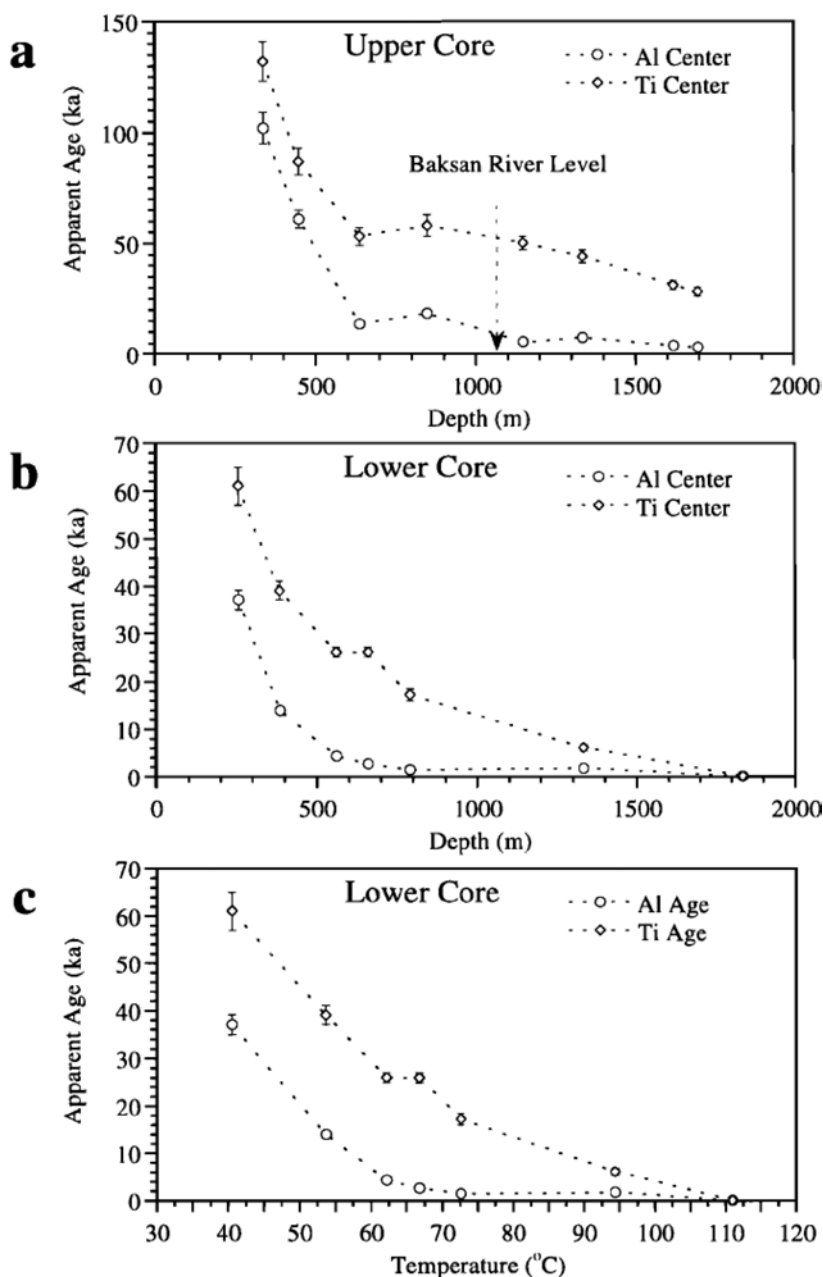 a
Upper Core
Al Center
Ti Center
Baksan River Level
Apparent Age (ka)
150
100
50
0
0 500 1000 1500 2000
Depth (m)
b
Lower Core
Al Center
Ti Center
Apparent Age (ka)
70
60
50
40
30
20
10
0
0 500 1000 1500 2000
Depth (m)
c
Lower Core
Al Age
Ti Age
Apparent Age (ka)
70
60
50
40
30
20
10
0
30 40 50 60 70 80 90 100 110 120
Temperature (°C)